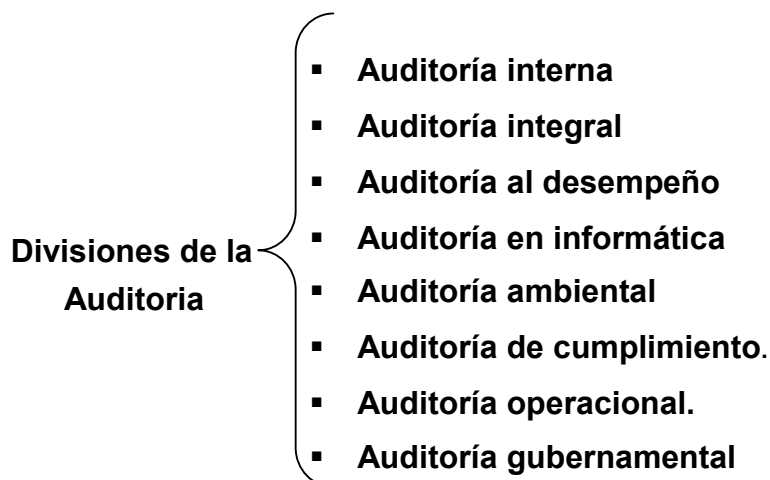 Divisiones de la
Auditoria
▪ Auditoría interna
▪ Auditoría integral
▪ Auditoría al desempeño
▪ Auditoría en informática
▪ Auditoría ambiental
▪ Auditoría de cumplimiento.
▪ Auditoría operacional.
▪ Auditoría gubernamental